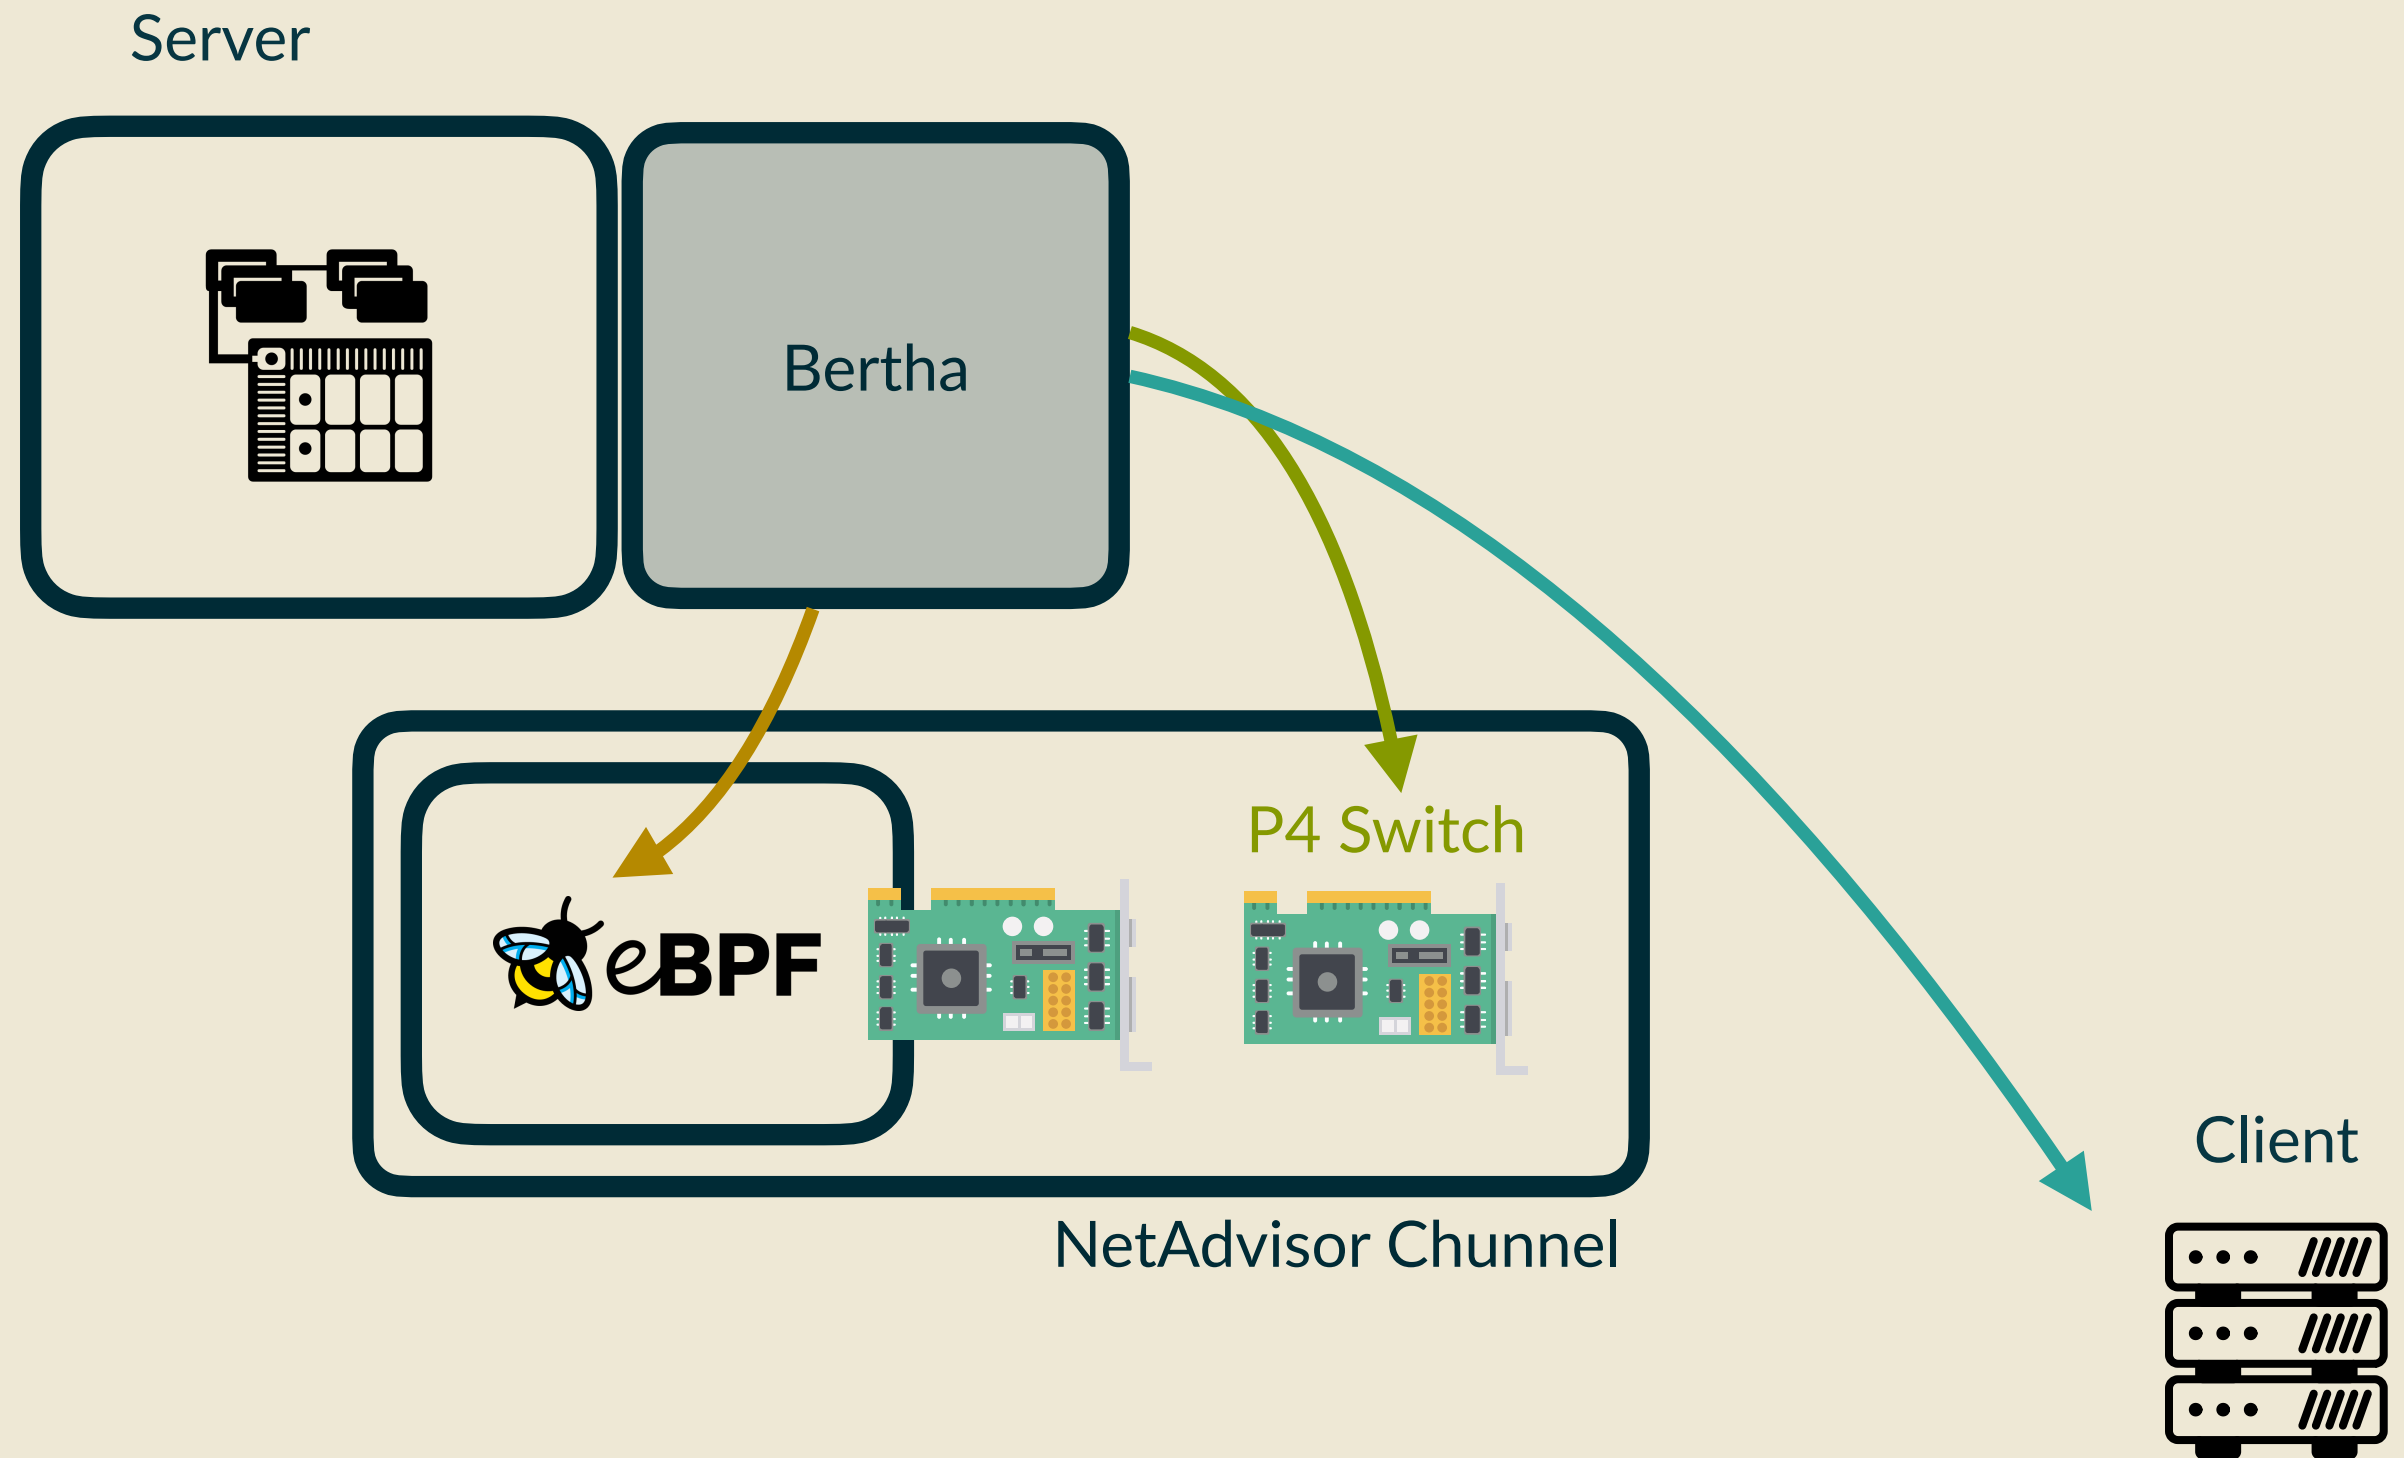 Server
Bertha
P4 Switch
eBPF
Client
NetAdvisor Chunnel